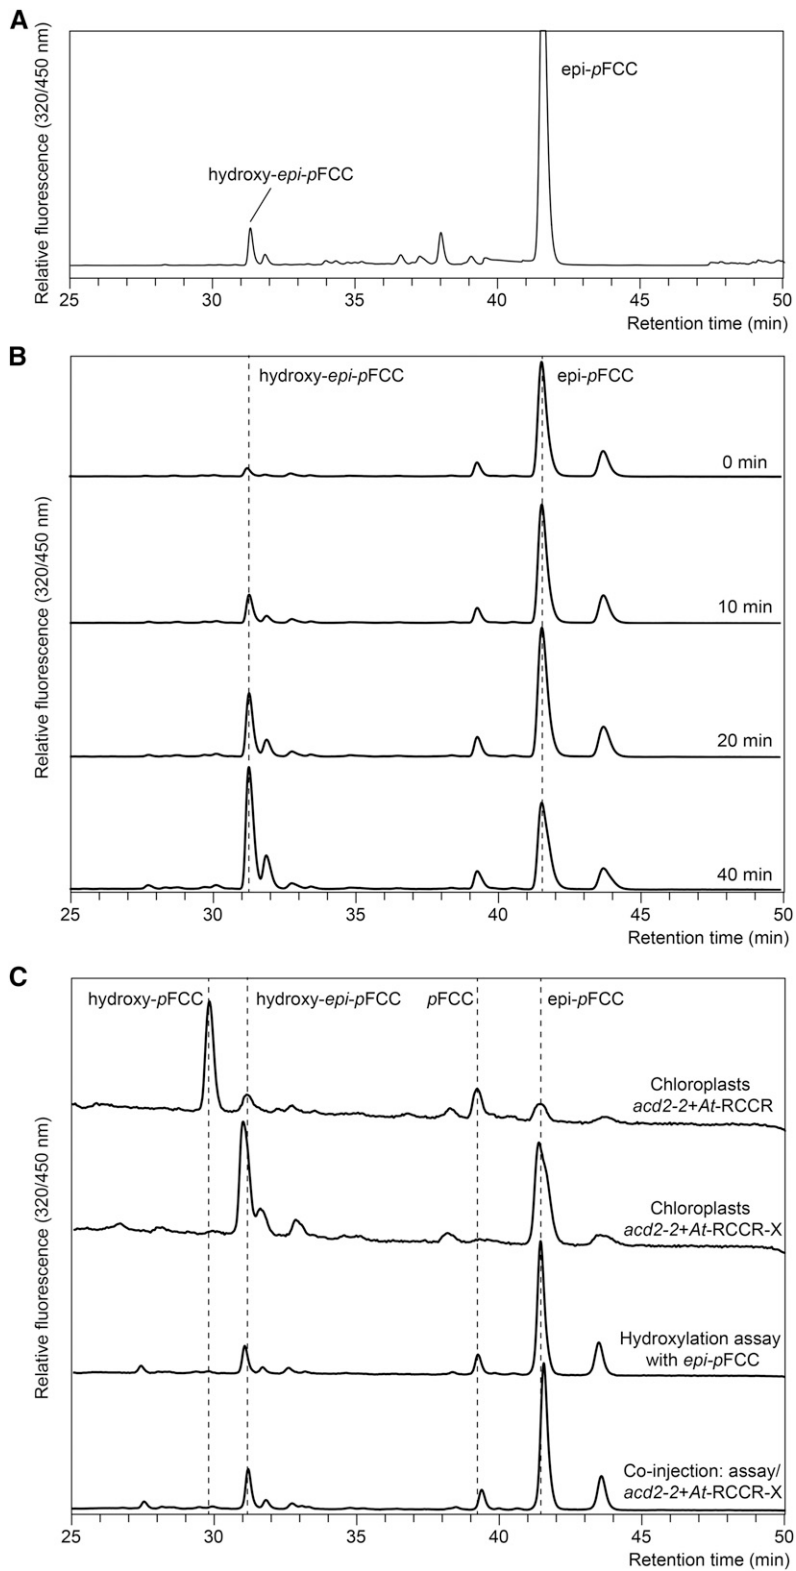 A
Relative fluorescence (320/450 nm)
epi-pFCC
hydroxy-epi-pFCC
25 30 35 40 45 50
Retention time (min)
B
Relative fluorescence (320/450 nm)
hydroxy-epi-pFCC epi-pFCC
0 min
10 min
20 min
40 min
25 30 35 40 45 50
Retention time (min)
C
Relative fluorescence (320/450 nm)
hydroxy-pFCC hydroxy-epi-pFCC pFCC epi-pFCC
Chloroplasts
acd2-2+At-RCCR
Chloroplasts
acd2-2+At-RCCR-X
Hydroxylation assay
with epi-pFCC
Co-injection: assay/
acd2-2+At-RCCR-X
25 30 35 40 45 50
Retention time (min)